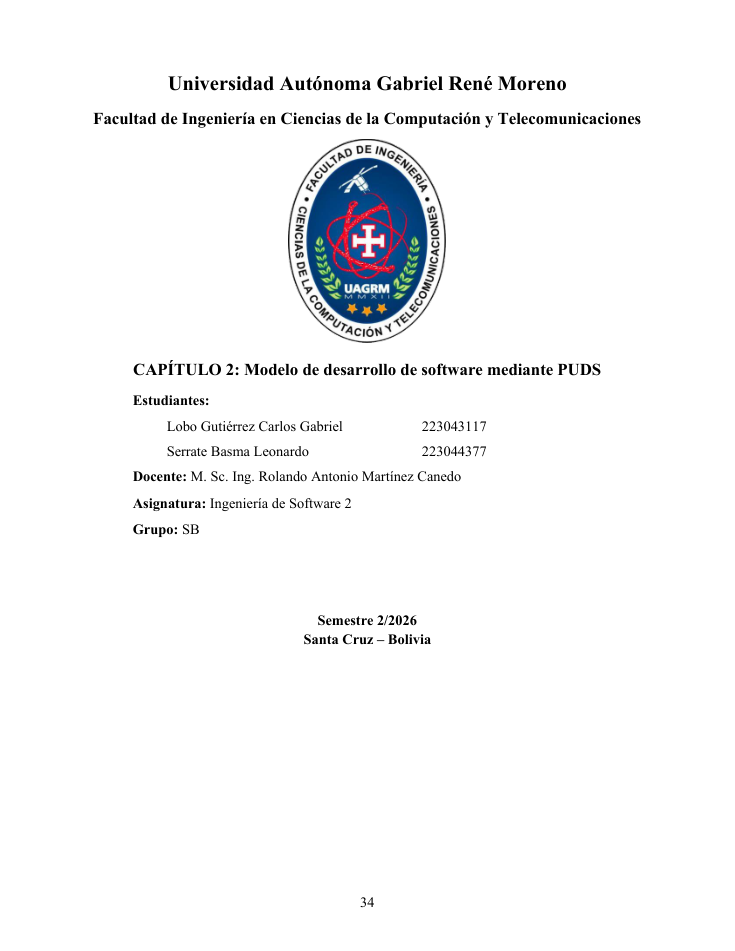 Universidad Autónoma Gabriel René Moreno
Facultad de Ingeniería en Ciencias de la Computación y Telecomunicaciones
• FACULTAD DE INGENIERÍA •
CIENCIAS DE LA COMPUTACIÓN Y TELECOMUNICACIONES
UAGRM
MMXII
CAPÍTULO 2: Modelo de desarrollo de software mediante PUDS
Estudiantes:
Lobo Gutiérrez Carlos Gabriel 223043117
Serrate Basma Leonardo 223044377
Docente: M. Sc. Ing. Rolando Antonio Martínez Canedo
Asignatura: Ingeniería de Software 2
Grupo: SB
Semestre 2/2026
Santa Cruz – Bolivia
34